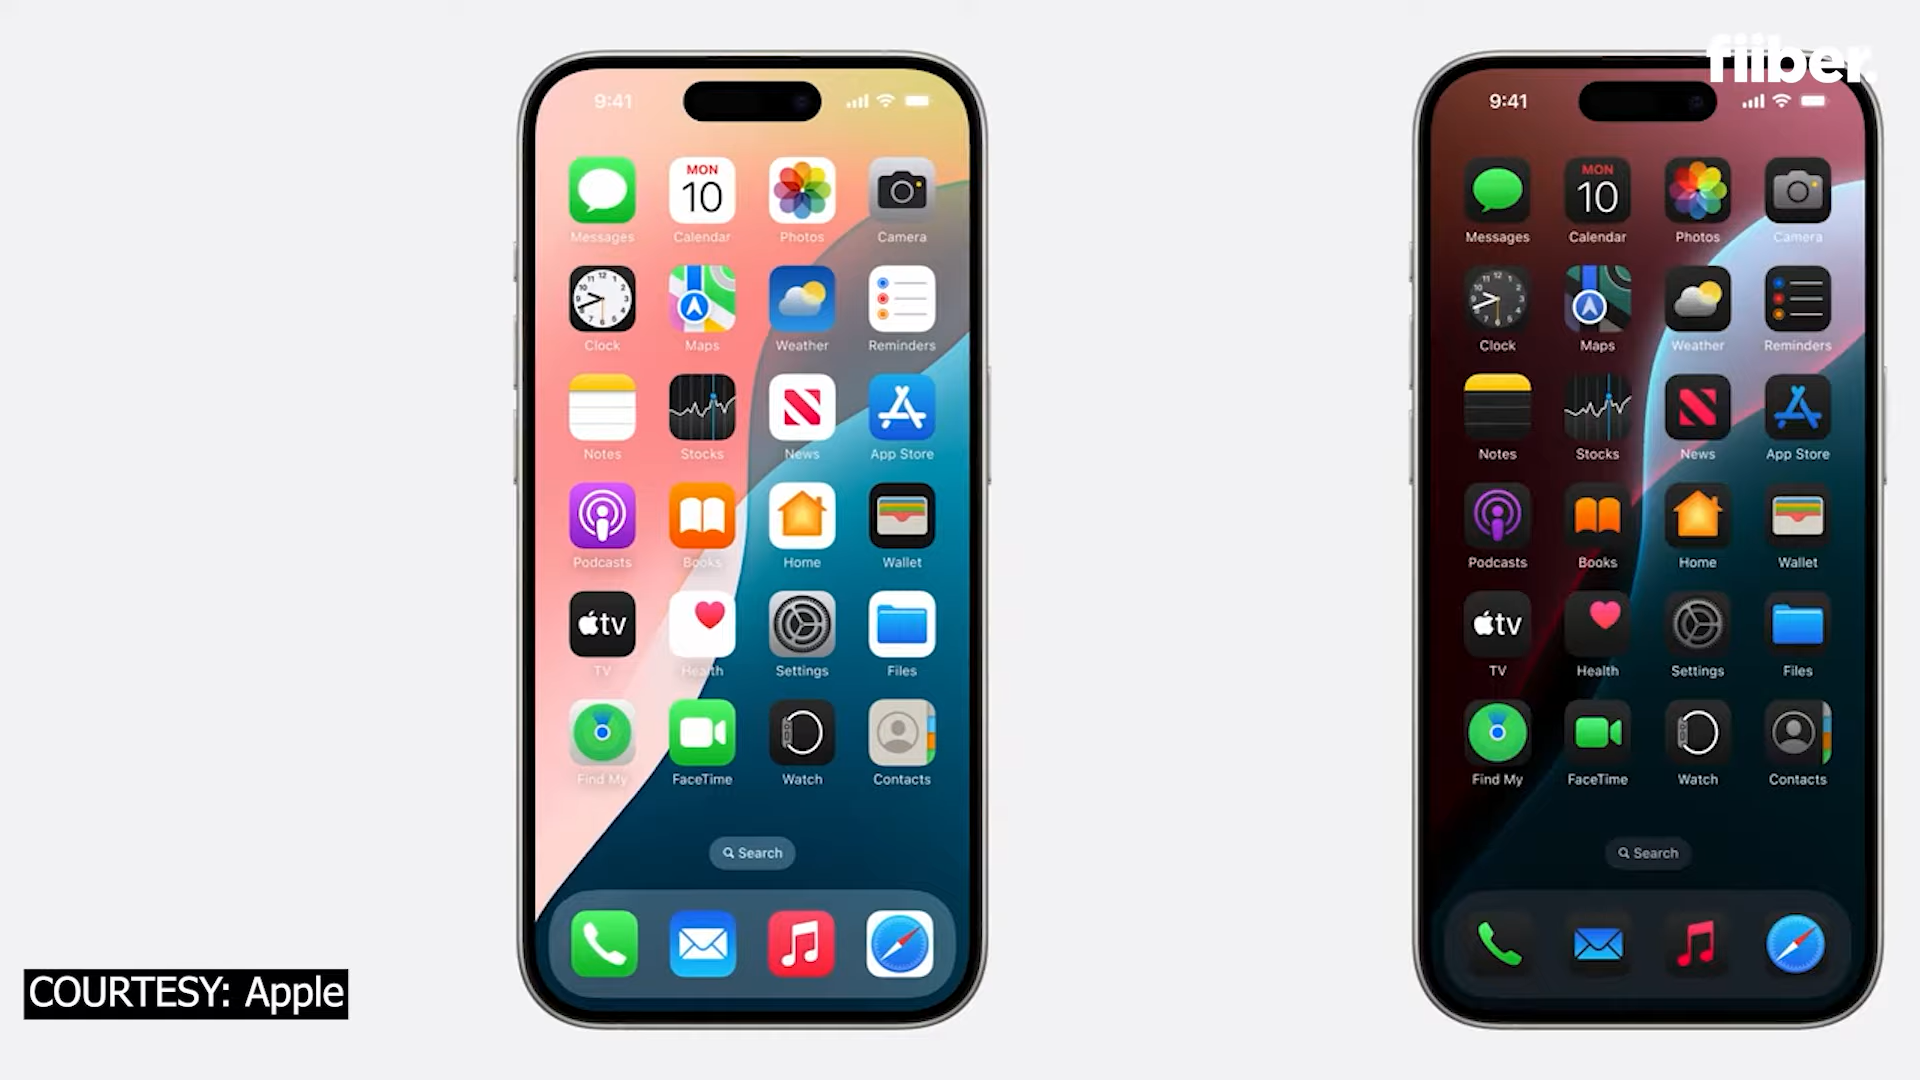 fiiber.
9:41
MON
10
Messages Calendar Photos Camera
Clock Maps Weather Reminders
Notes Stocks News App Store
Podcasts Books Home Wallet
tv
TV Health Settings Files
Find My FaceTime Watch Contacts
Search
9:41
MON
10
Messages Calendar Photos Camera
Clock Maps Weather Reminders
Notes Stocks News App Store
Podcasts Books Home Wallet
tv
TV Health Settings Files
Find My FaceTime Watch Contacts
Search
COURTESY: Apple